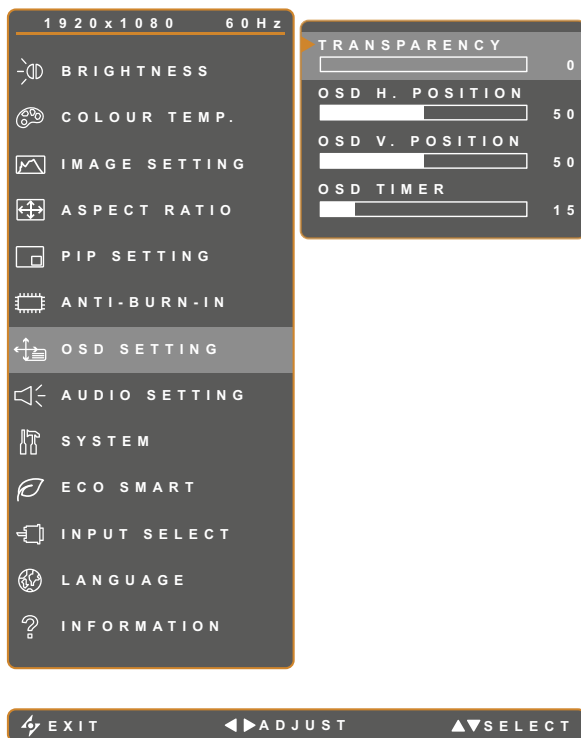 1920x1080 60Hz
BRIGHTNESS
COLOUR TEMP.
IMAGE SETTING
ASPECT RATIO
PIP SETTING
ANTI-BURN-IN
OSD SETTING
AUDIO SETTING
SYSTEM
ECO SMART
INPUT SELECT
LANGUAGE
INFORMATION
TRANSPARENCY
0
OSD H. POSITION
50
OSD V. POSITION
50
OSD TIMER
15
EXIT ADJUST SELECT